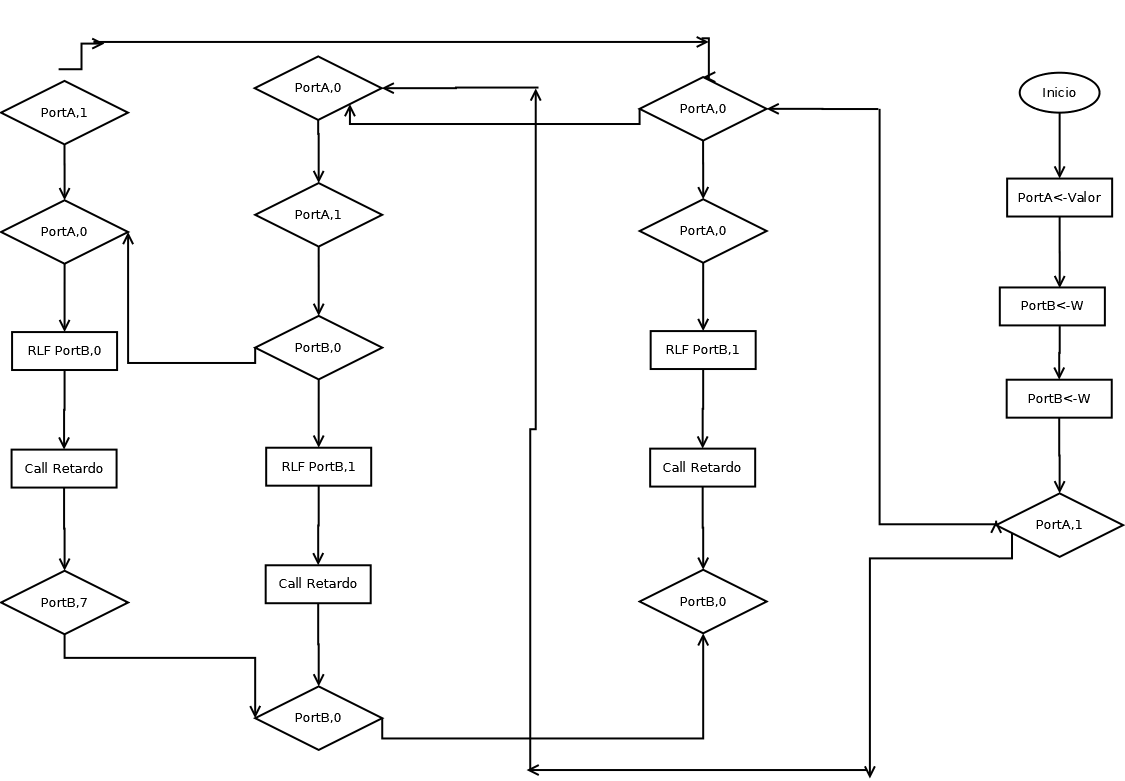 PortA,1
PortA,0
RLF PortB,0
Call Retardo
PortB,7
PortA,0
PortA,1
PortB,0
RLF PortB,1
Call Retardo
PortB,0
PortA,0
PortA,0
RLF PortB,1
Call Retardo
PortB,0
Inicio
PortA<-Valor
PortB<-W
PortB<-W
PortA,1